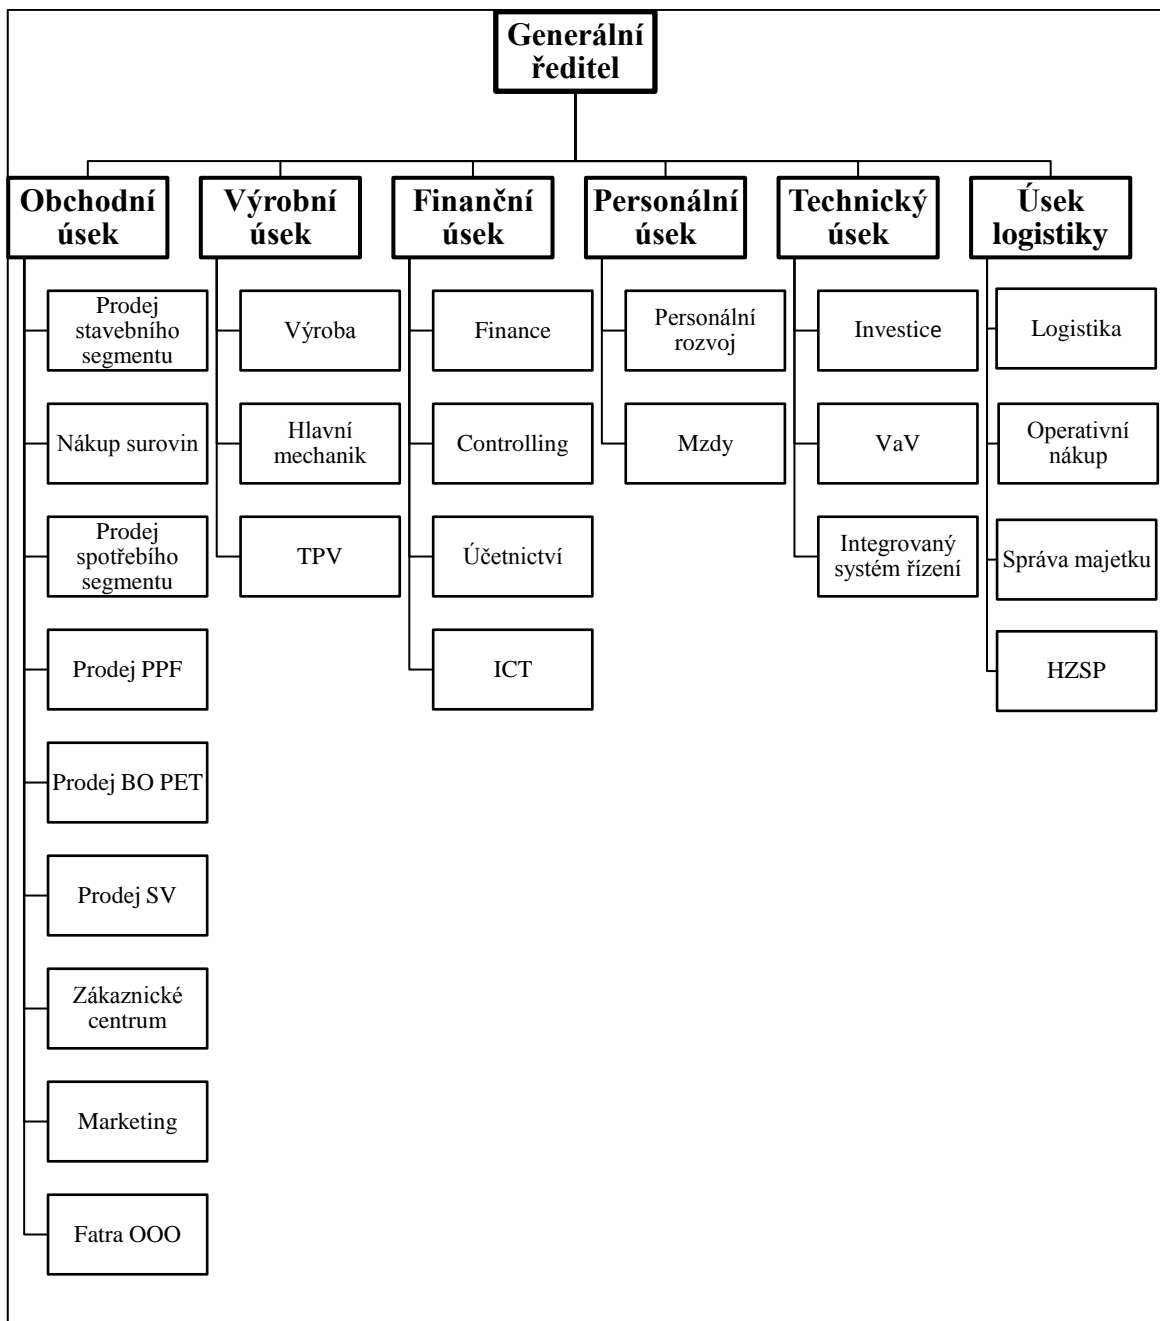 Generální
ředitel
Obchodní
úsek
Výrobní
úsek
Finanční
úsek
Personální
úsek
Technický
úsek
Úsek
logistiky
Prodej
stavebního
segmentu
Nákup surovin
Prodej
spotřebího
segmentu
Prodej PPF
Prodej BO PET
Prodej SV
Zákaznické
centrum
Marketing
Fatra OOO
Výroba
Hlavní
mechanik
TPV
Finance
Controlling
Účetnictví
ICT
Personální
rozvoj
Mzdy
Investice
VaV
Integrovaný
systém řízení
Logistika
Operativní
nákup
Správa majetku
HZSP